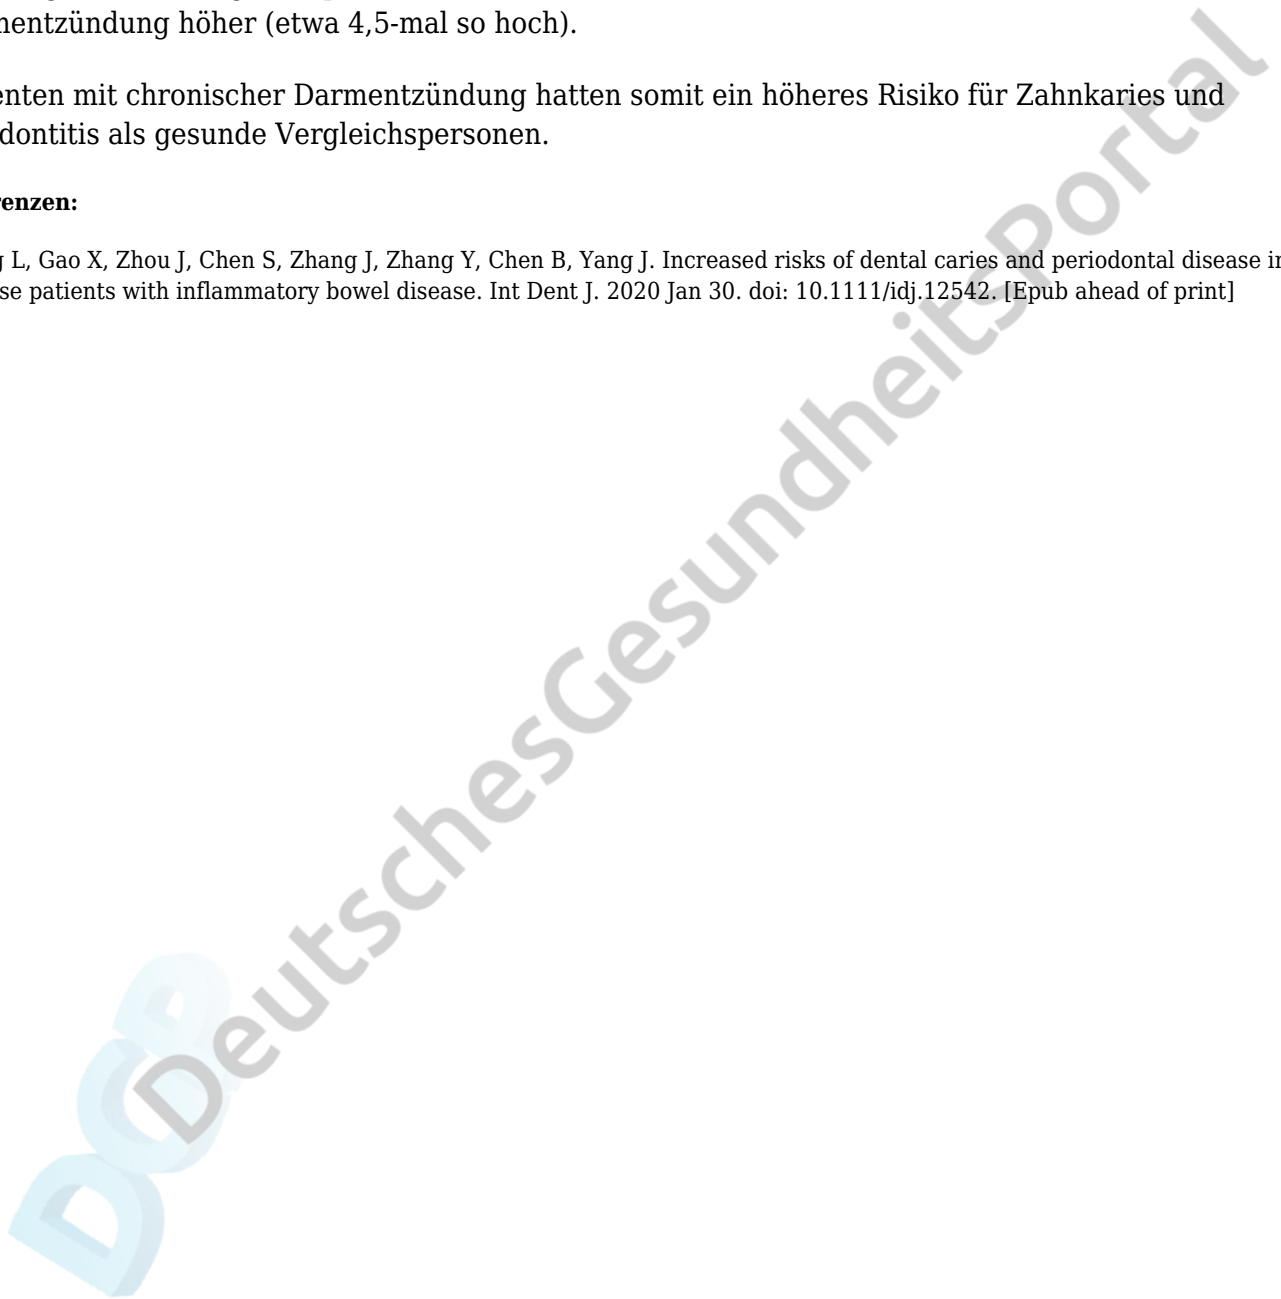 nentzündung höher (etwa 4,5-mal so hoch).
enten mit chronischer Darmentzündung hatten somit ein höheres Risiko für Zahnkaries und
dontitis als gesunde Vergleichspersonen.
renzen:
g L, Gao X, Zhou J, Chen S, Zhang J, Zhang Y, Chen B, Yang J. Increased risks of dental caries and periodontal disease in
se patients with inflammatory bowel disease. Int Dent J. 2020 Jan 30. doi: 10.1111/idj.12542. [Epub ahead of print]
DeutschesGesundheitsPortal
DGP